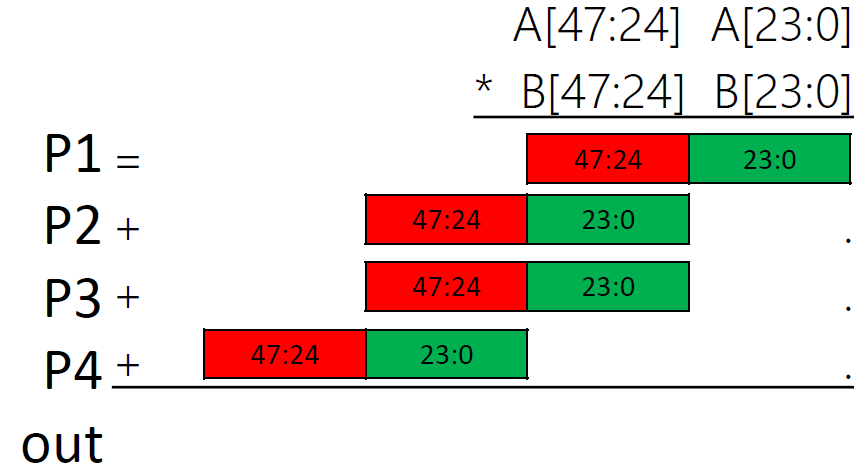 A[47:24] A[23:0]
* B[47:24] B[23:0]
P1 = 47:24 23:0
P2 + 47:24 23:0 .
P3 + 47:24 23:0 .
P4 + 47:24 23:0 .
out